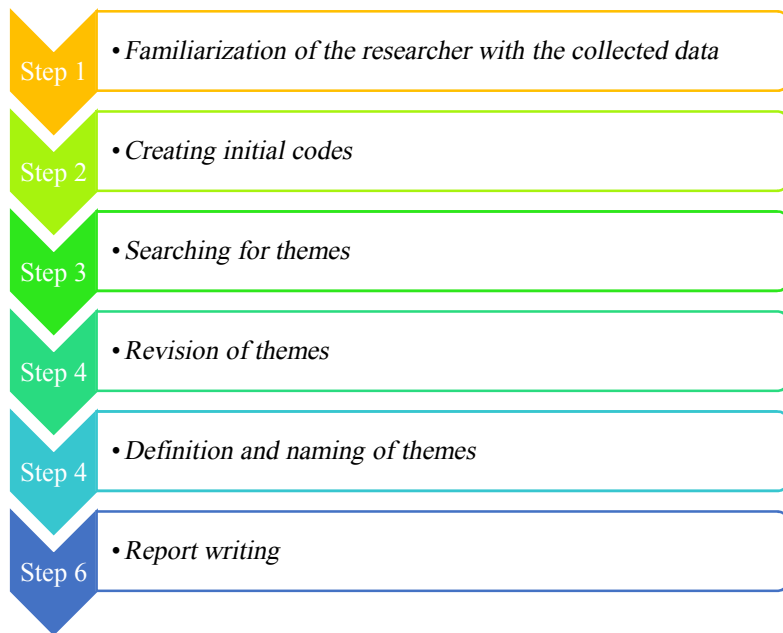 Step 1
• Familiarization of the researcher with the collected data
Step 2
• Creating initial codes
Step 3
• Searching for themes
Step 4
• Revision of themes
Step 4
• Definition and naming of themes
Step 6
• Report writing